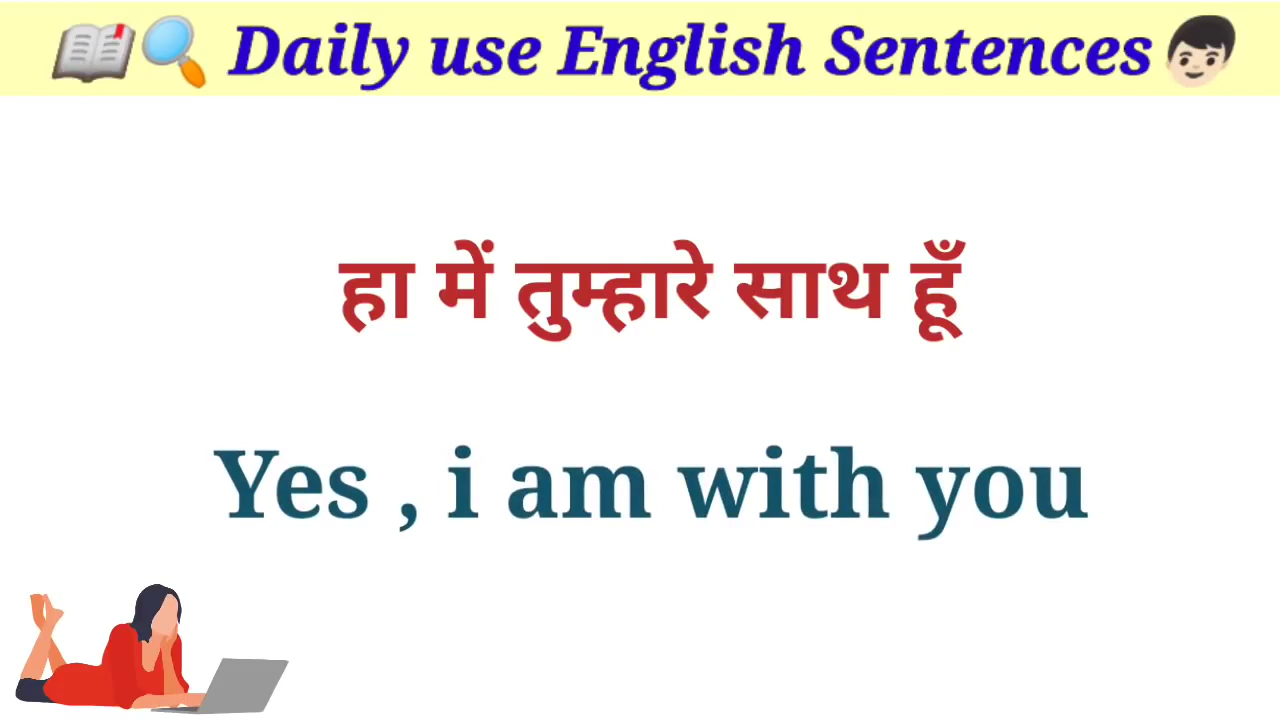 Daily use English Sentences
हा में तुम्हारे साथ हूँ
Yes , i am with you